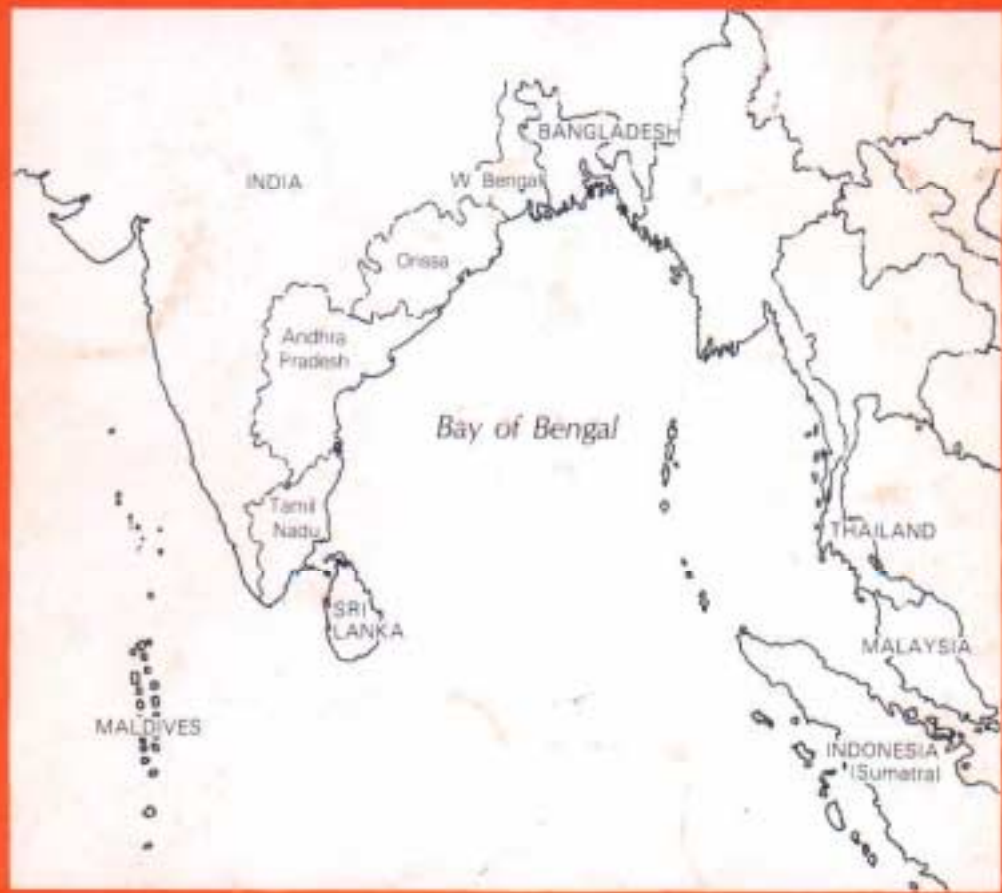 BANGLADESH
INDIA
W Bengal
Orissa
Andhra
Pradesh
Bay of Bengal
Tamil
Nadu
THAILAND
SRI
LANKA
MALAYSIA
MALDIVES
INDONESIA
(Sumatra)